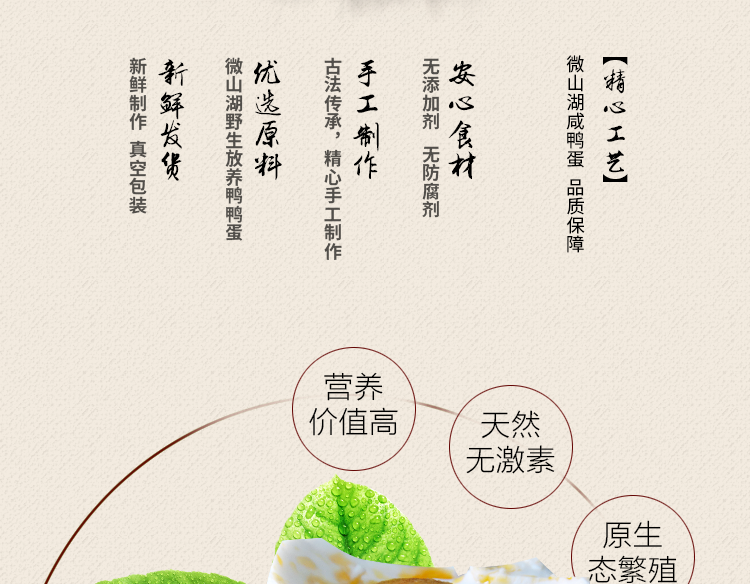 【精心工艺】
微山湖咸鸭蛋 品质保障
安心食材
无添加剂 无防腐剂
手工制作
古法传承，精心手工制作
优选原料
微山湖野生放养鸭鸭蛋
新鲜发货
新鲜制作 真空包装
营养
价值高
天然
无激素
原生
态繁殖